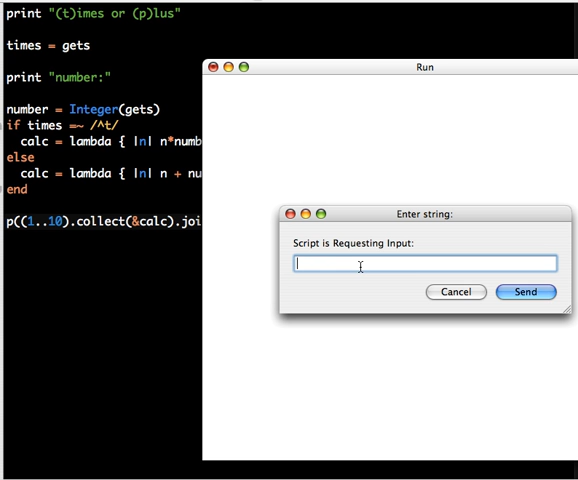 print "(t)imes or (p)lus"
times = gets
print "number:"
number = Integer(gets)
if times =~ /^t/
calc = lambda { |n| n*numb
else
calc = lambda { |n| n + nu
end
p((1..10).collect(&calc).joi
Run
Enter string:
Script is Requesting Input:
Cancel
Send